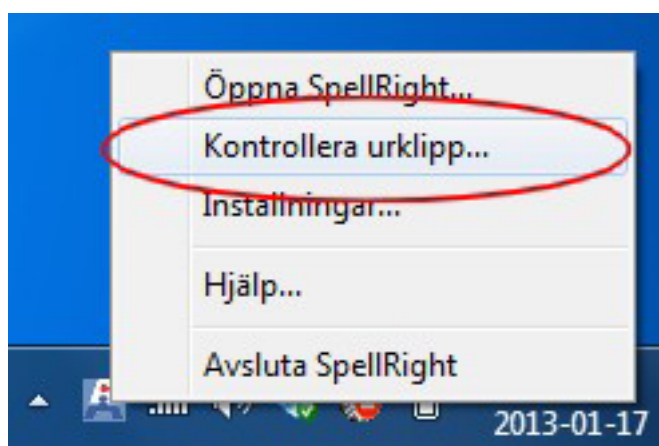 Öppna SpellRight...
Kontrollera urklipp...
Inställningar...
Hjälp...
Avsluta SpellRight
2013-01-17